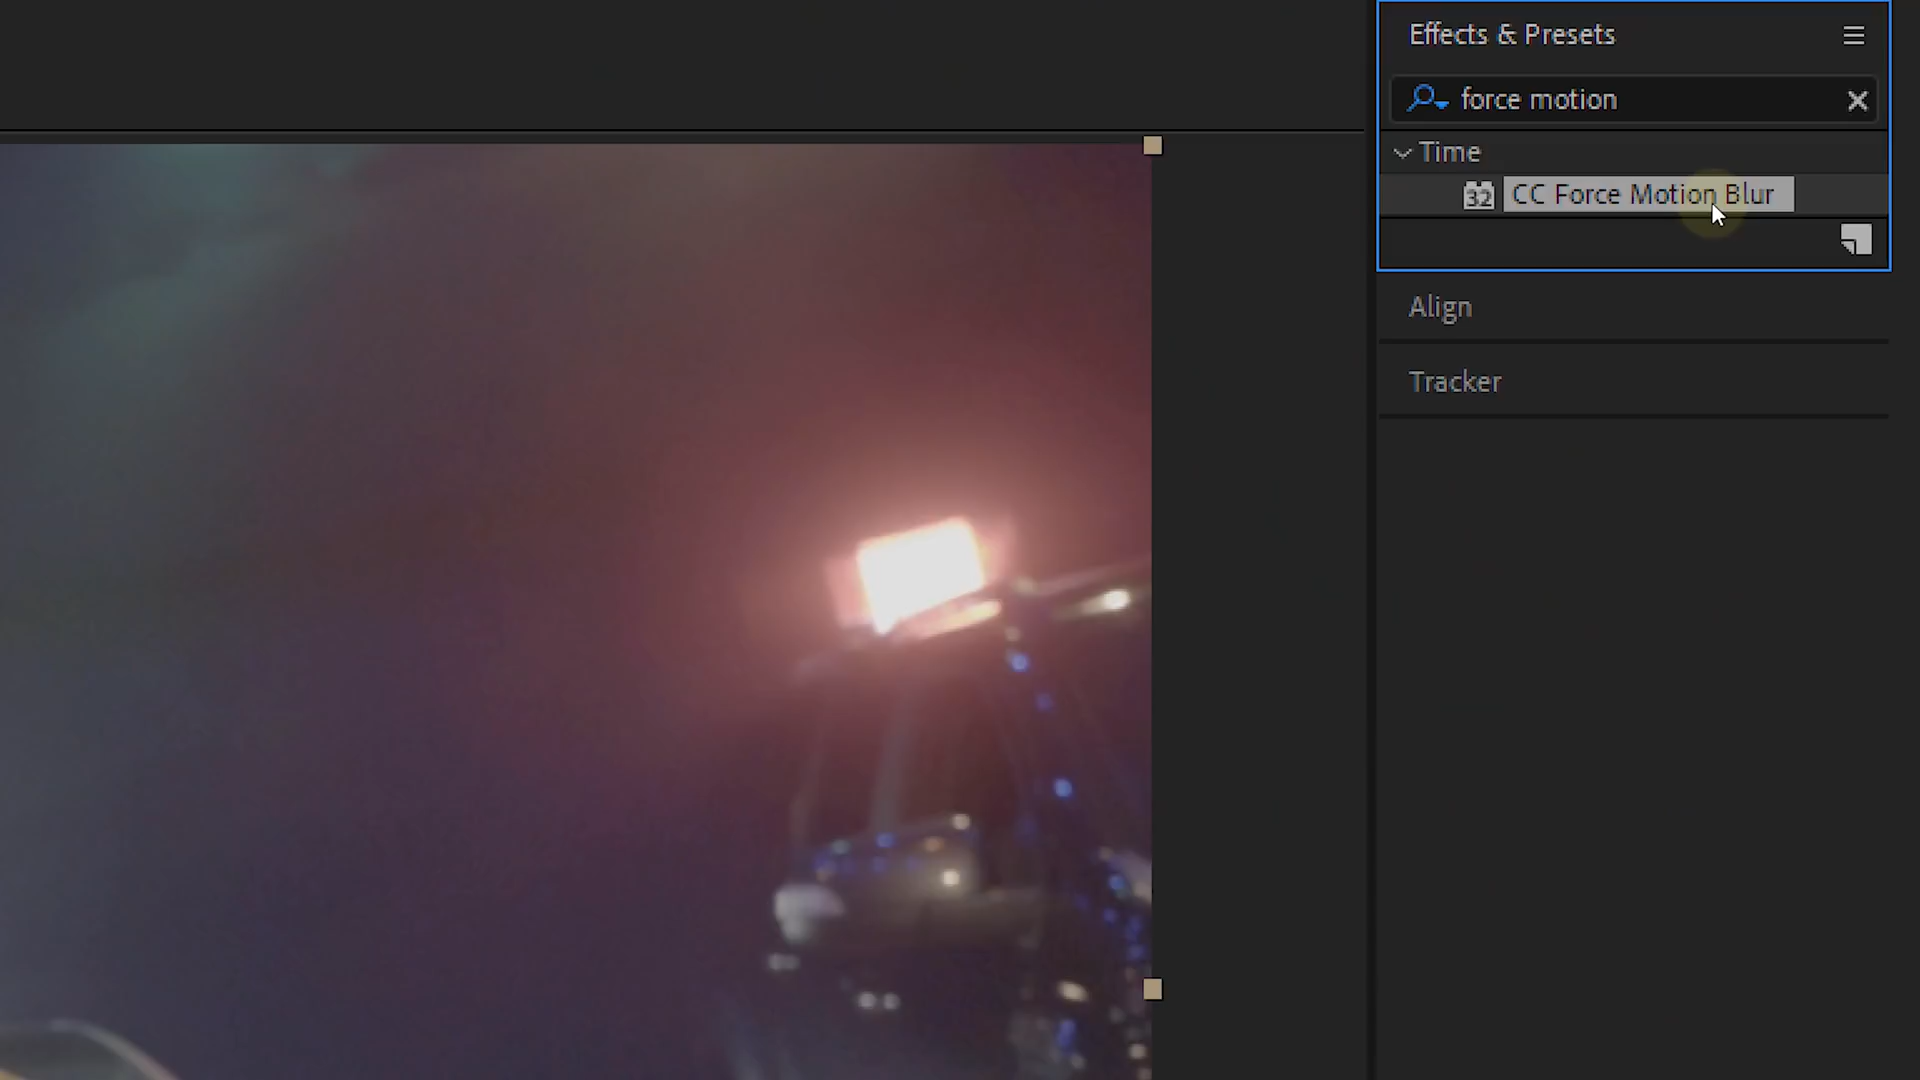 Effects & Presets
force motion
Time
32 CC Force Motion Blur
Align
Tracker